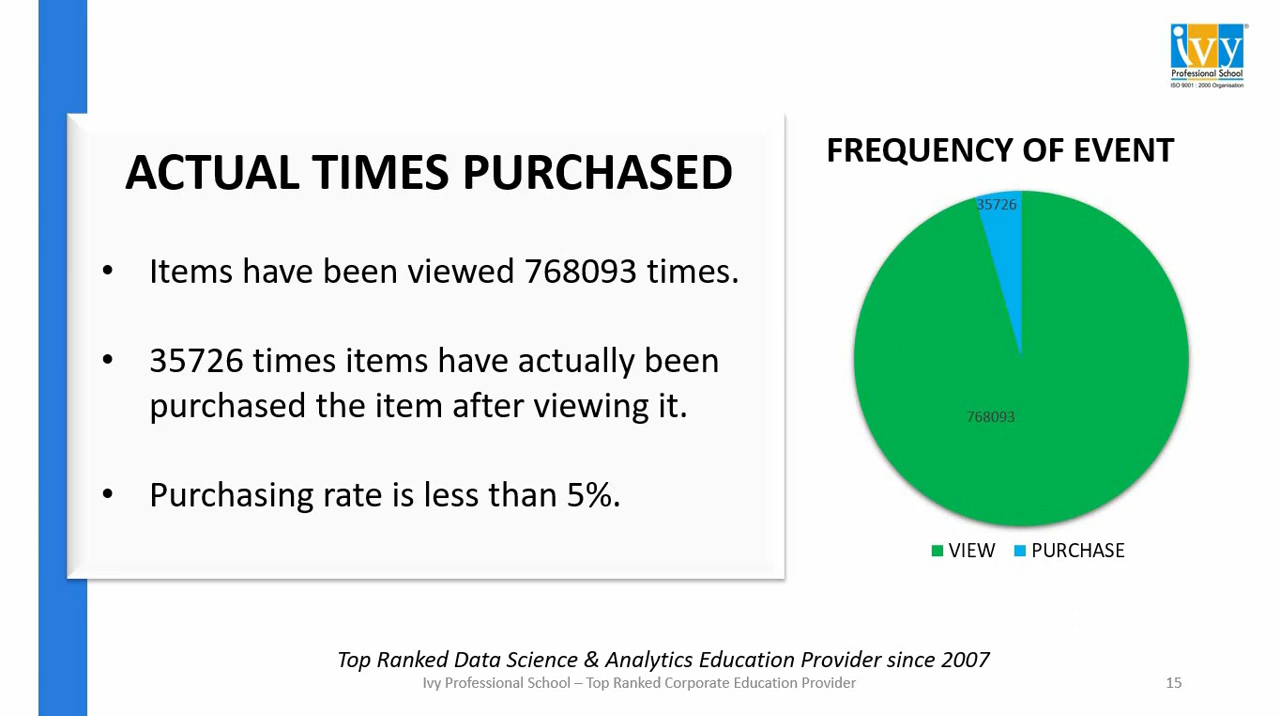 ivy
®
Professional School
ISO 9001 : 2000 Organisation
ACTUAL TIMES PURCHASED
• Items have been viewed 768093 times.
• 35726 times items have actually been
purchased the item after viewing it.
• Purchasing rate is less than 5%.
FREQUENCY OF EVENT
35726
768093
VIEW PURCHASE
Top Ranked Data Science & Analytics Education Provider since 2007
Ivy Professional School – Top Ranked Corporate Education Provider
15